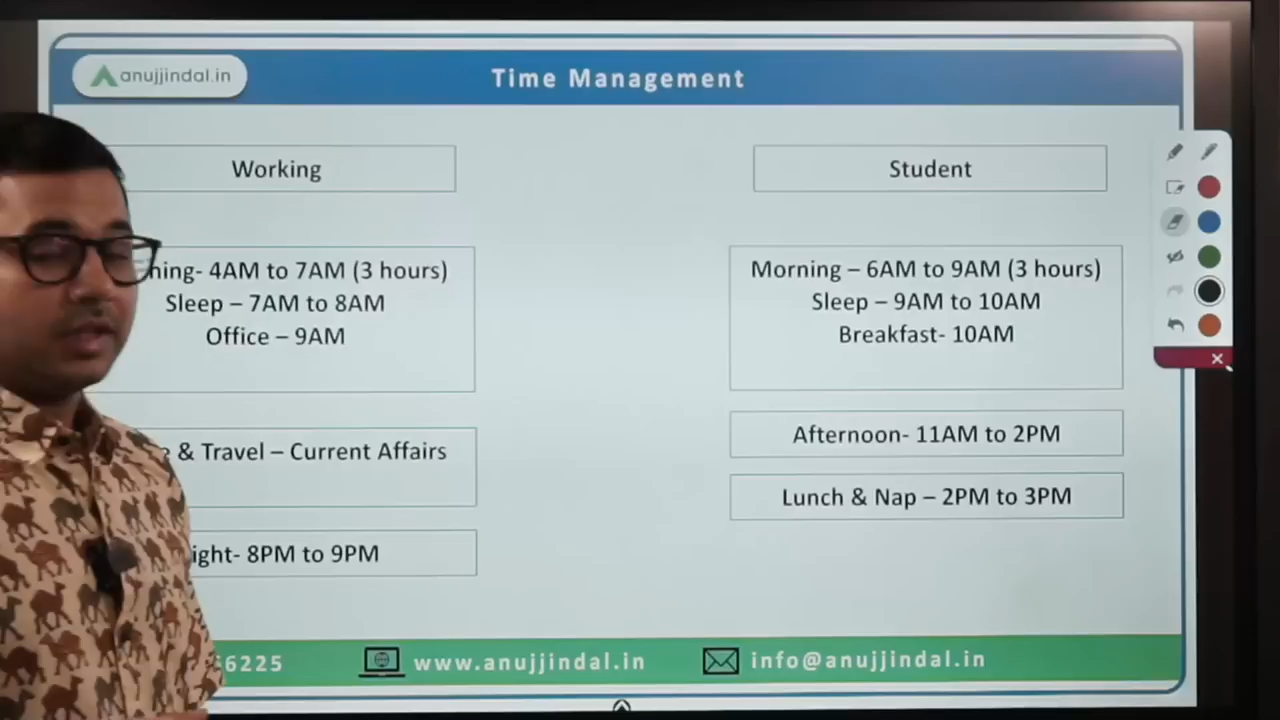 anujjindal.in
Time Management
Working
Student
4AM to 7AM (3 hours)
Sleep – 7AM to 8AM
Office – 9AM
Morning – 6AM to 9AM (3 hours)
Sleep – 9AM to 10AM
Breakfast- 10AM
& Travel – Current Affairs
Afternoon- 11AM to 2PM
Lunch & Nap – 2PM to 3PM
8PM to 9PM
6225
www.anujjindal.in
info@anujjindal.in